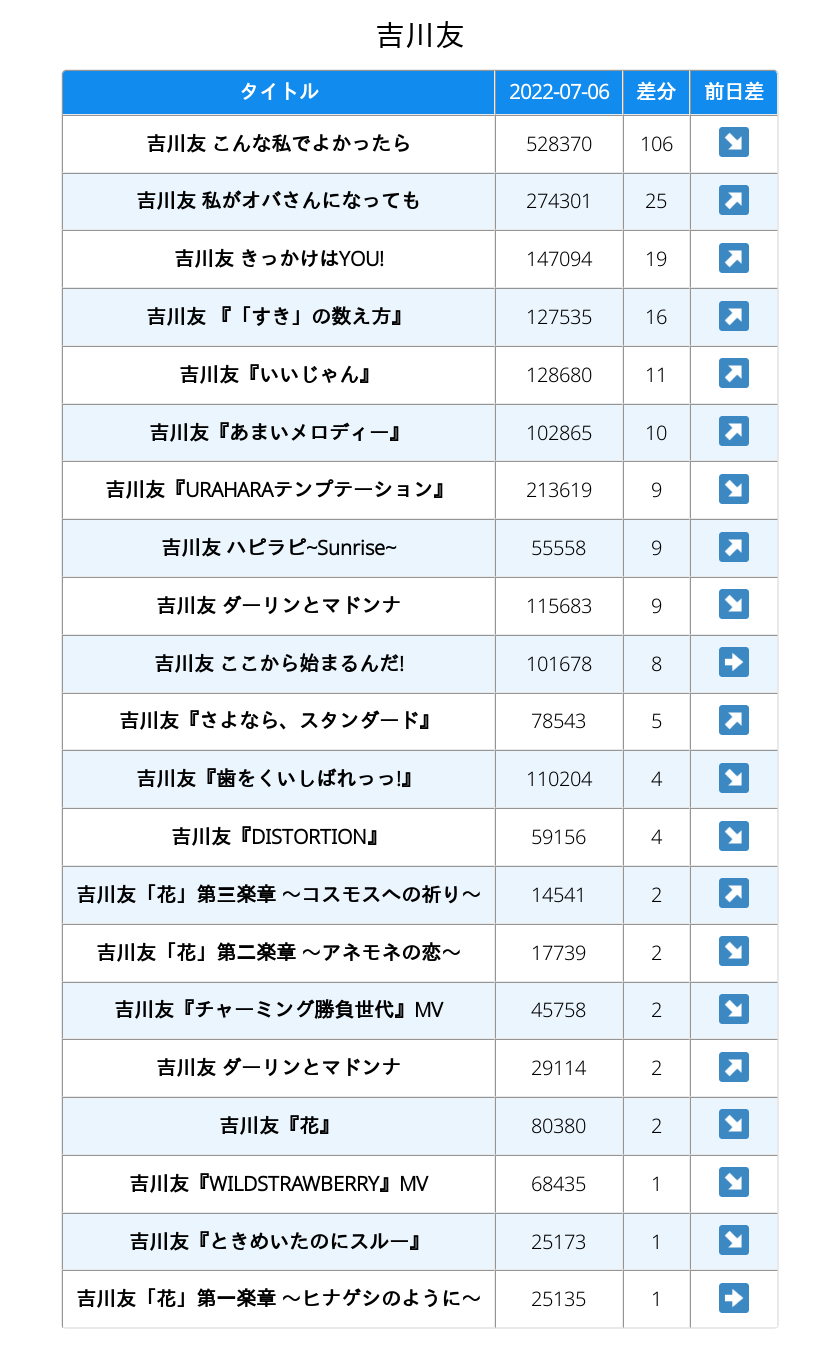 吉川友
タイトル 2022-07-06 差分 前日差
吉川友 こんな私でよかったら 528370 106 ↘
吉川友 私がオバさんになっても 274301 25 ↗
吉川友 きっかけはYOU! 147094 19 ↗
吉川友 『「すき」の数え方』 127535 16 ↗
吉川友『いいじゃん』 128680 11 ↗
吉川友『あまいメロディー』 102865 10 ↗
吉川友『URAHARAテンプテーション』 213619 9 ↘
吉川友 ハピラピ~Sunrise~ 55558 9 ↗
吉川友 ダーリンとマドンナ 115683 9 ↘
吉川友 ここから始まるんだ! 101678 8 ➡
吉川友『さよなら、スタンダード』 78543 5 ↗
吉川友『歯をくいしばれっっ!』 110204 4 ↘
吉川友『DISTORTION』 59156 4 ↘
吉川友「花」第三楽章 〜コスモスへの祈り〜 14541 2 ↗
吉川友「花」第二楽章 〜アネモネの恋〜 17739 2 ↘
吉川友『チャーミング勝負世代』MV 45758 2 ↘
吉川友 ダーリンとマドンナ 29114 2 ↗
吉川友『花』 80380 2 ↘
吉川友『WILDSTRAWBERRY』MV 68435 1 ↘
吉川友『ときめいたのにスルー』 25173 1 ↘
吉川友「花」第一楽章 〜ヒナゲシのように〜 25135 1 ➡